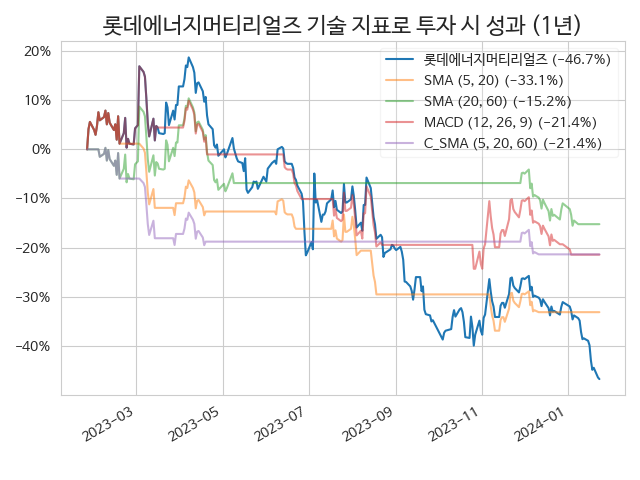 롯데에너지머티리얼즈 기술 지표로 투자 시 성과 (1년)
롯데에너지머티리얼즈 (−46.7%)
SMA (5, 20) (−33.1%)
SMA (20, 60) (−15.2%)
MACD (12, 26, 9) (−21.4%)
C_SMA (5, 20, 60) (−21.4%)
20%
10%
0%
−10%
−20%
−30%
−40%
2023−03
2023−05
2023−07
2023−09
2023−11
2024−01